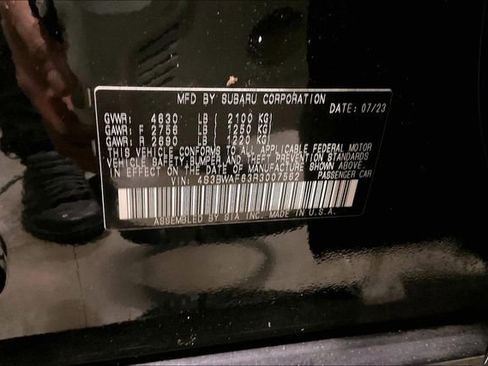 MFD BY SUBARU CORPORATION
DATE: 07/23
GVWR: 4630 LB ( 2100 KG)
GAWR: F 2756 LB ( 1250 KG)
GAWR: R 2690 LB ( 1220 KG)
THIS VEHICLE CONFORMS TO ALL APPLICABLE FEDERAL MOTOR
VEHICLE SAFETY, BUMPER AND THEFT PREVENTION STANDARDS
IN EFFECT ON THE DATE OF MANUFACTURE SHOWN ABOVE.
VIN: 4S3BWAF63R3007562 PASSENGER CAR
ASSEMBLED BY SIA INC. MADE IN U.S.A.